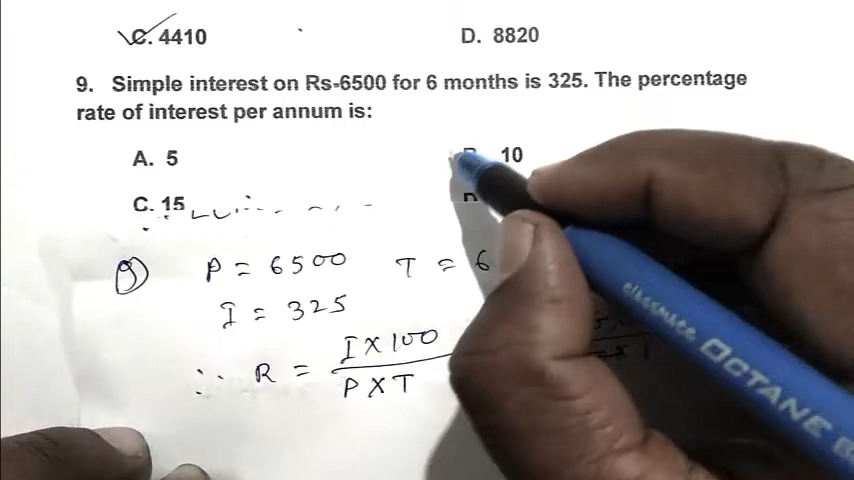 C. 4410 D. 8820
9. Simple interest on Rs-6500 for 6 months is 325. The percentage
rate of interest per annum is:
A. 5 10
C. 15
9) P = 6500 T = 6
I = 325
∴ R = I X 100
P X T
classmate OCTANE